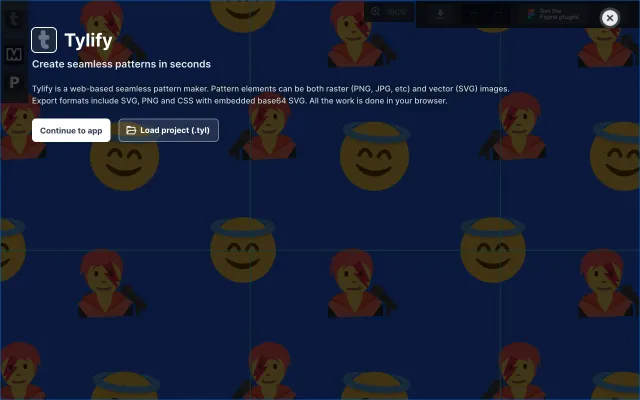 t
160%
Get the
Figma plugin!
t
Tylify
M
Create seamless patterns in seconds
P
Tylify is a web-based seamless pattern maker. Pattern elements can be both raster (PNG, JPG, etc) and vector (SVG) images.
Export formats include SVG, PNG and CSS with embedded base64 SVG. All the work is done in your browser.
Continue to app
Load project (.tyl)